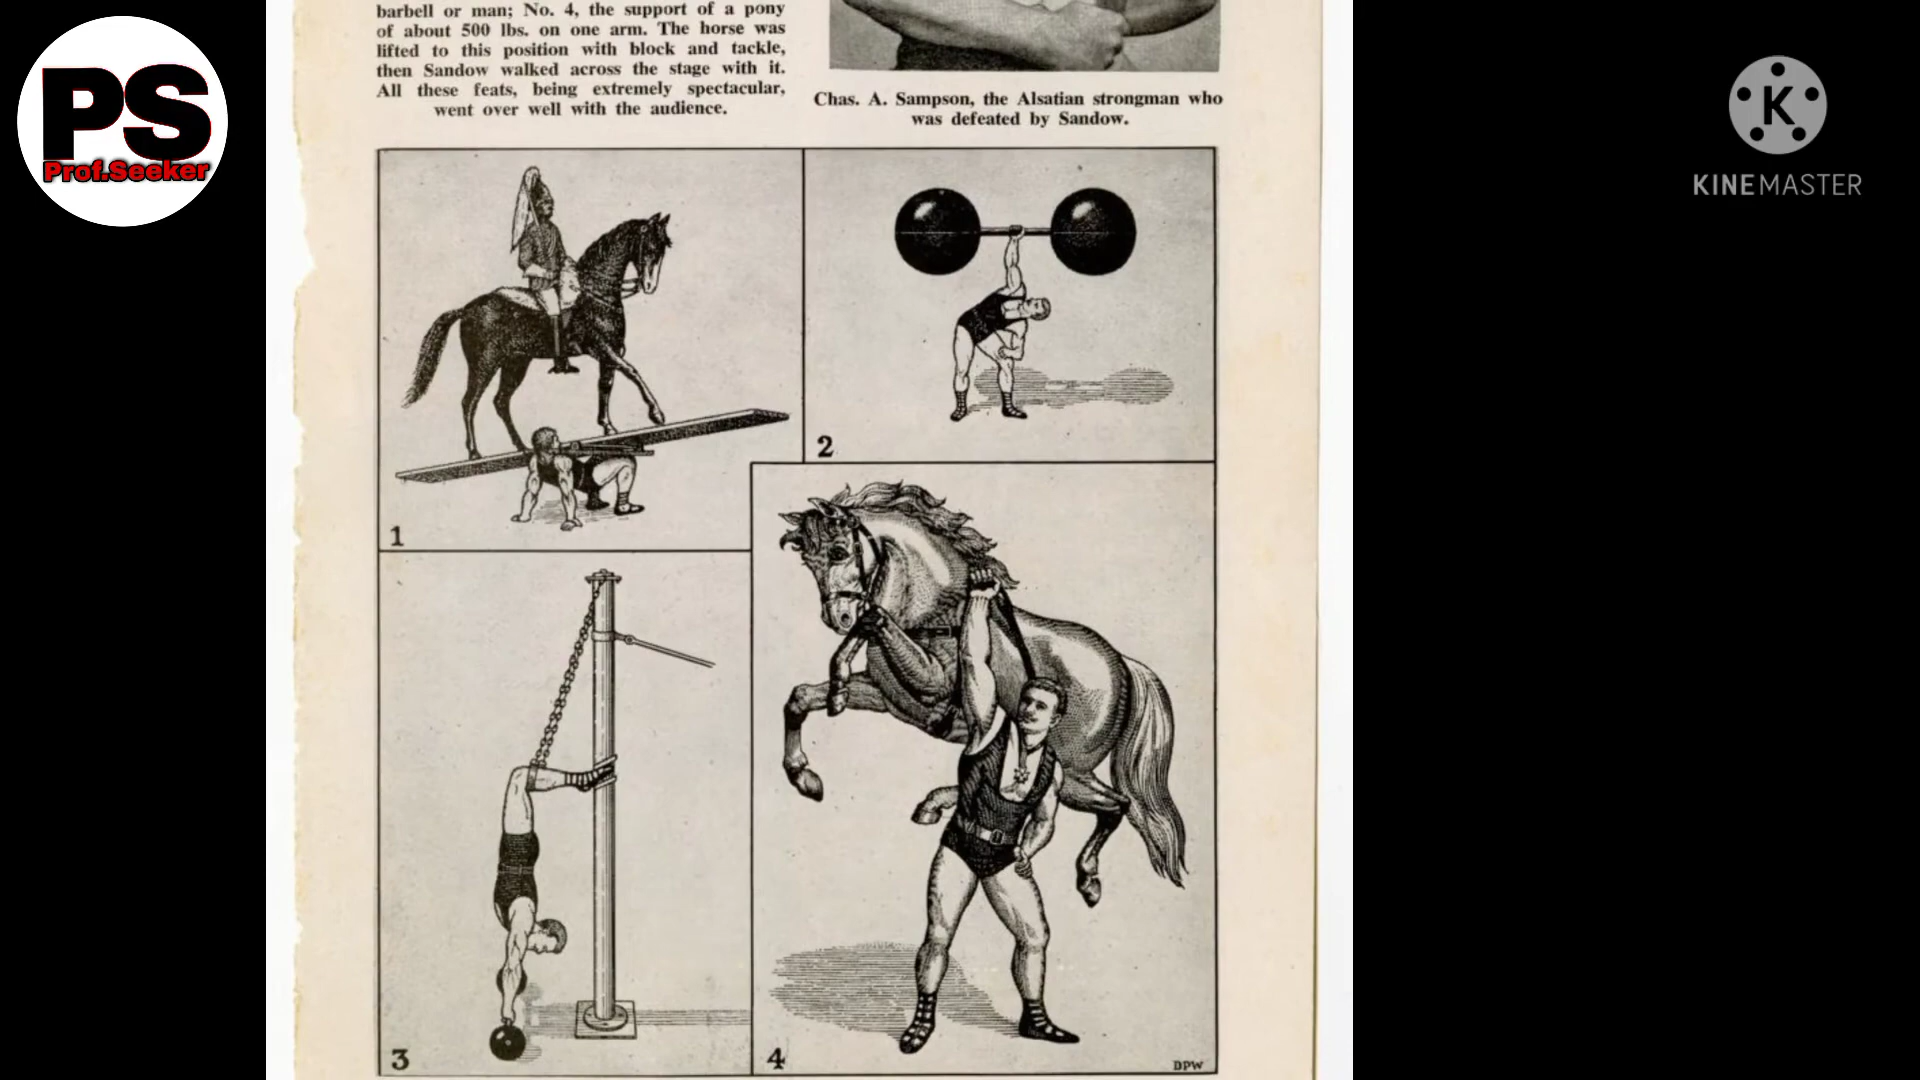 PS
Prof.Seeker
barbell or man; No. 4, the support of a pony
of about 500 lbs. on one arm. The horse was
lifted to this position with block and tackle,
then Sandow walked across the stage with it.
All these feats, being extremely spectacular,
went over well with the audience.
Chas. A. Sampson, the Alsatian strongman who
was defeated by Sandow.
1
2
3
4
DPW
K
KINEMASTER